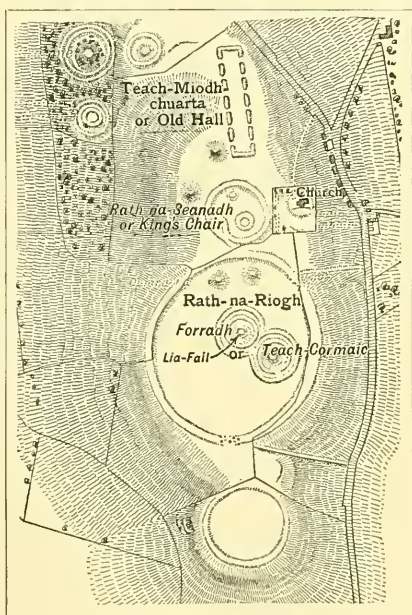 Teach-Miodh
chuarta
or Old Hall
Church
Rath na Seanadh
or King's Chair
Rath-na-Riogh
Forradh
Lia-Fail
or
Teach-Cormaic